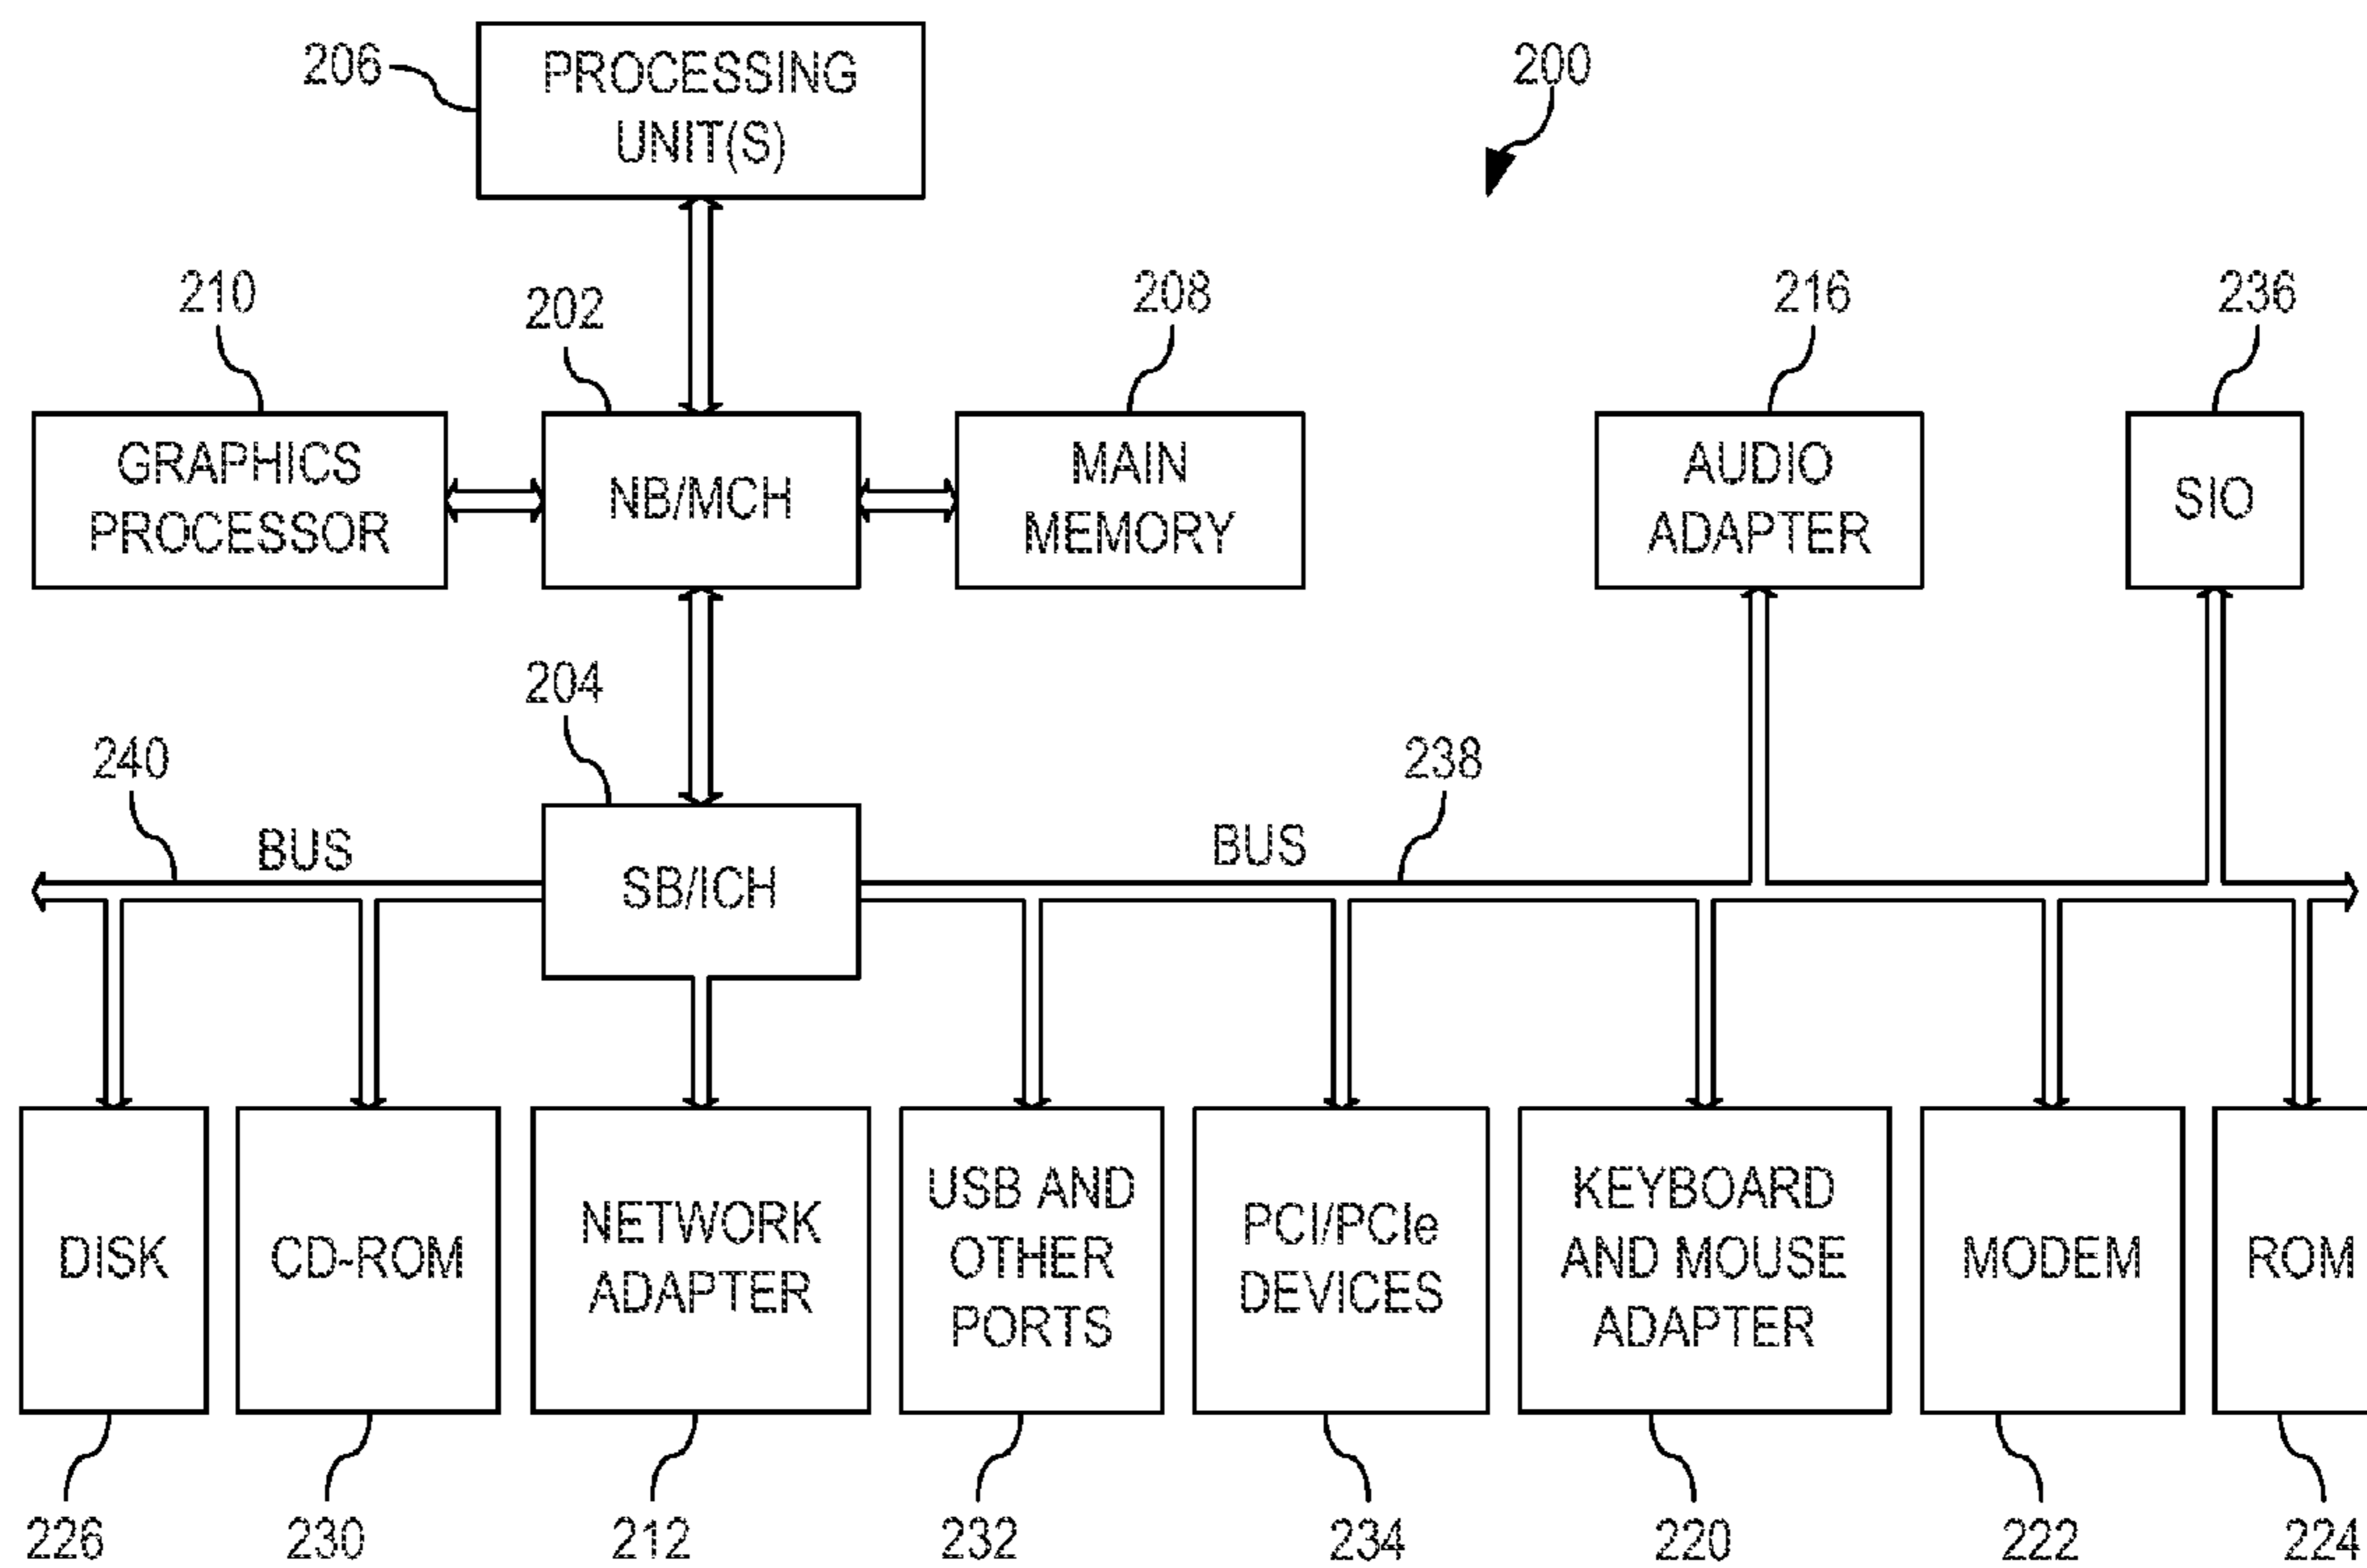 206
PROCESSING
UNIT(S)
200
210
202
208
216
236
GRAPHICS
PROCESSOR
NB/MCH
MAIN
MEMORY
AUDIO
ADAPTER
SIO
204
240
238
BUS
BUS
SB/ICH
DISK
CD-ROM
NETWORK
ADAPTER
USB AND
OTHER
PORTS
PCI/PCIe
DEVICES
KEYBOARD
AND MOUSE
ADAPTER
MODEM
ROM
226
230
212
232
234
220
222
224